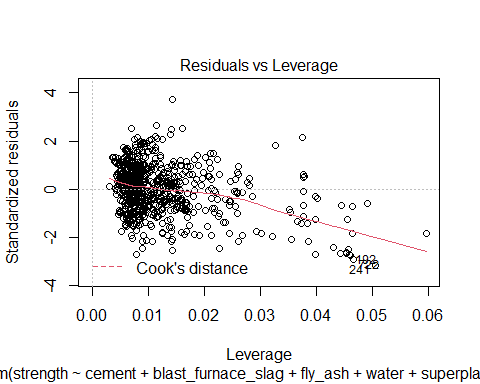 Residuals vs Leverage
Standardized residuals
4
2
0
-2
-4
Cook's distance
241
0.00 0.01 0.02 0.03 0.04 0.05 0.06
Leverage
m(strength ~ cement + blast_furnace_slag + fly_ash + water + superpla